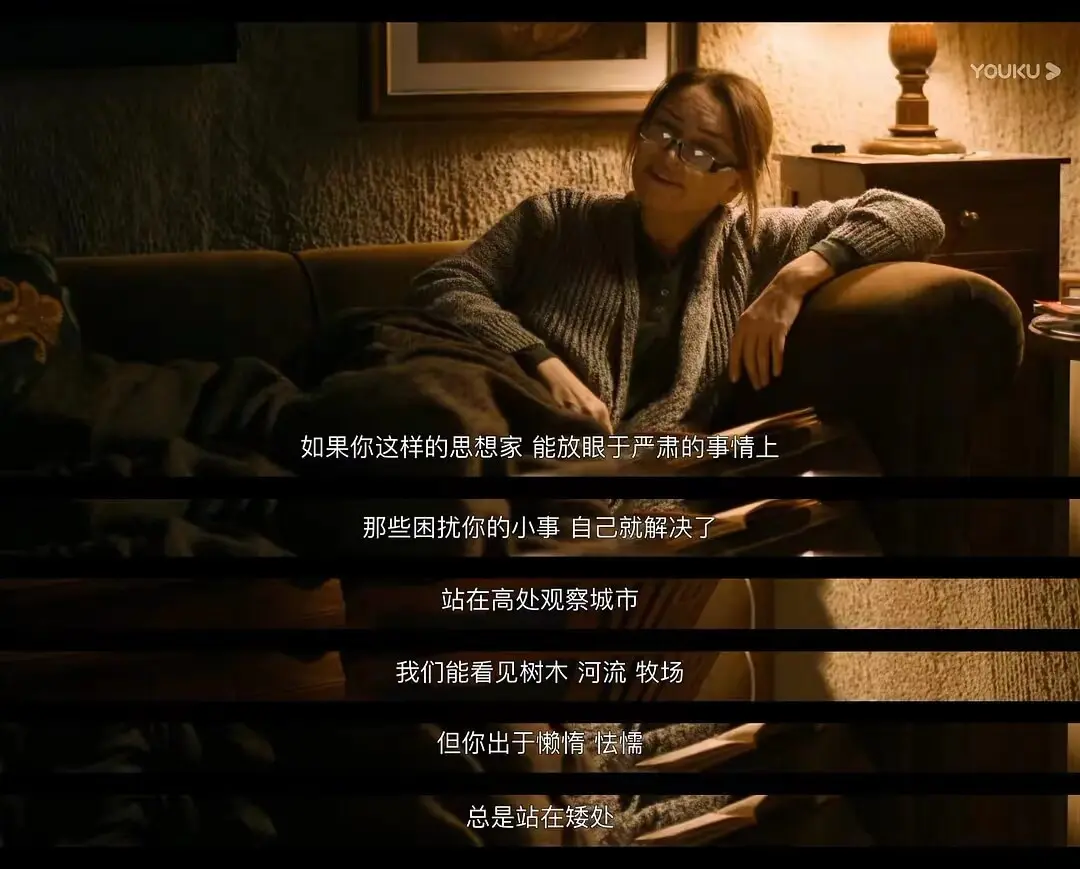 YOUKU
如果你这样的思想家 能放眼于严肃的事情上
那些困扰你的小事 自己就解决了
站在高处观察城市
我们能看见树木 河流 牧场
但你出于懒惰 怯懦
总是站在矮处